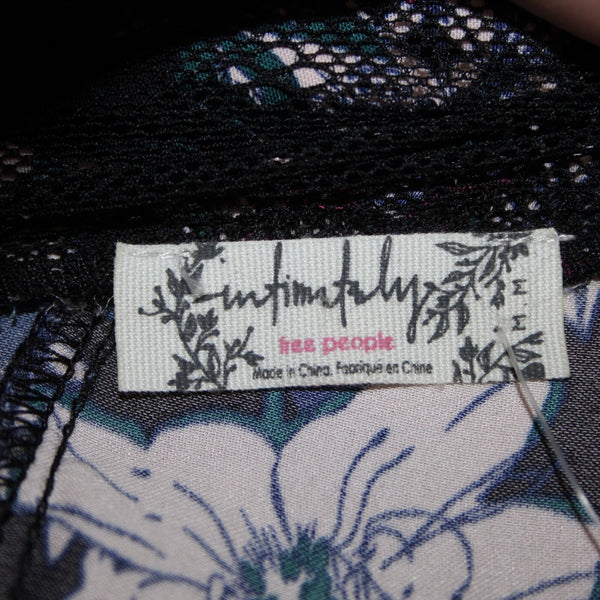 intimately
free people
Made in China. Fabriqué en Chine
M M